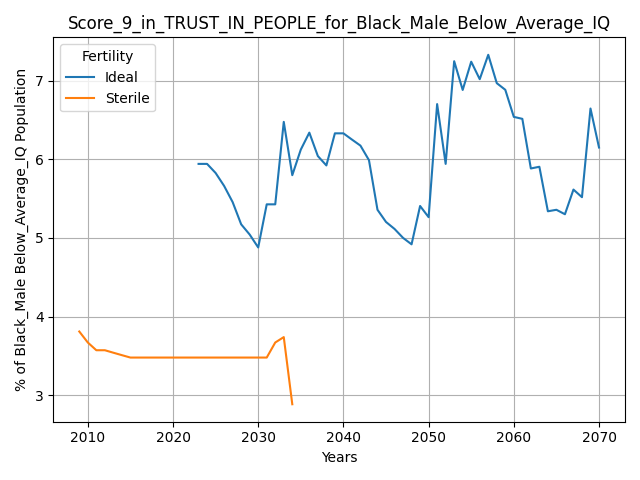 Score_9_in_TRUST_IN_PEOPLE_for_Black_Male_Below_Average_IQ
Fertility
Ideal
Sterile
% of Black_Male Below_Average_IQ Population
7
6
5
4
3
2010 2020 2030 2040 2050 2060 2070
Years